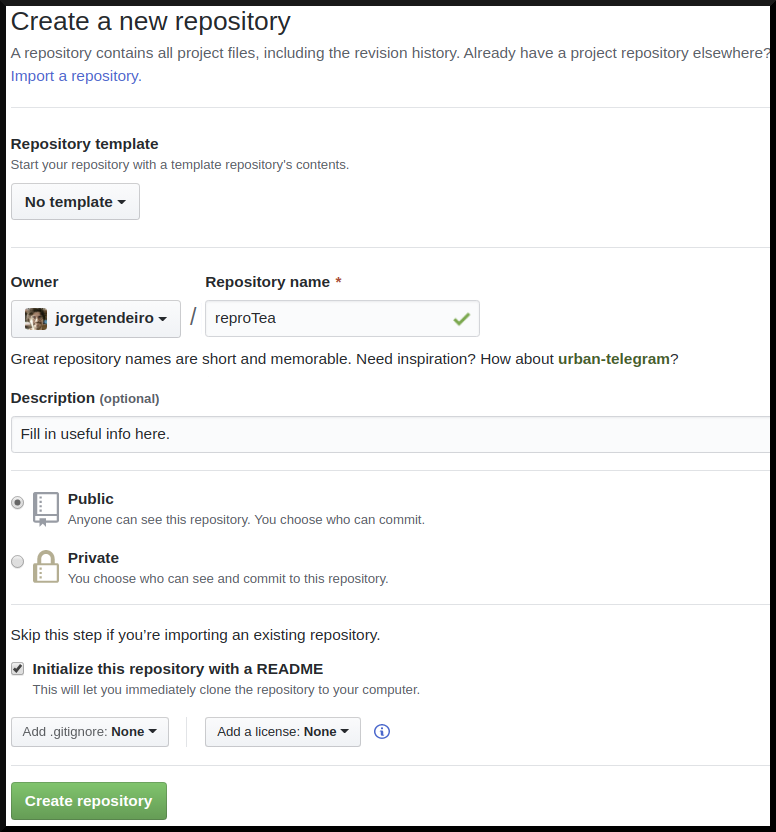 Create a new repository
A repository contains all project files, including the revision history. Already have a project repository elsewhere?
Import a repository.
Repository template
Start your repository with a template repository's contents.
No template
Owner
Repository name *
jorgetendeiro / reproTea
Great repository names are short and memorable. Need inspiration? How about urban-telegram?
Description (optional)
Fill in useful info here.
Public
Anyone can see this repository. You choose who can commit.
Private
You choose who can see and commit to this repository.
Skip this step if you’re importing an existing repository.
Initialize this repository with a README
This will let you immediately clone the repository to your computer.
Add .gitignore: None
Add a license: None
Create repository